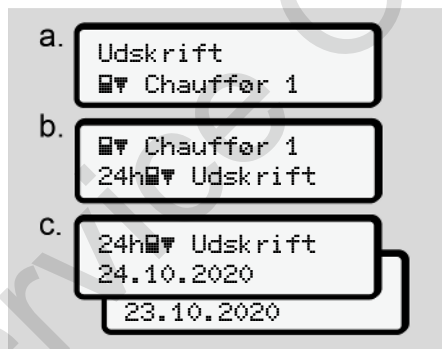 a.
Udskrift
Chauffør 1
b.
Chauffør 1
24h Udskrift
c.
24h Udskrift
24.10.2020
23.10.2020